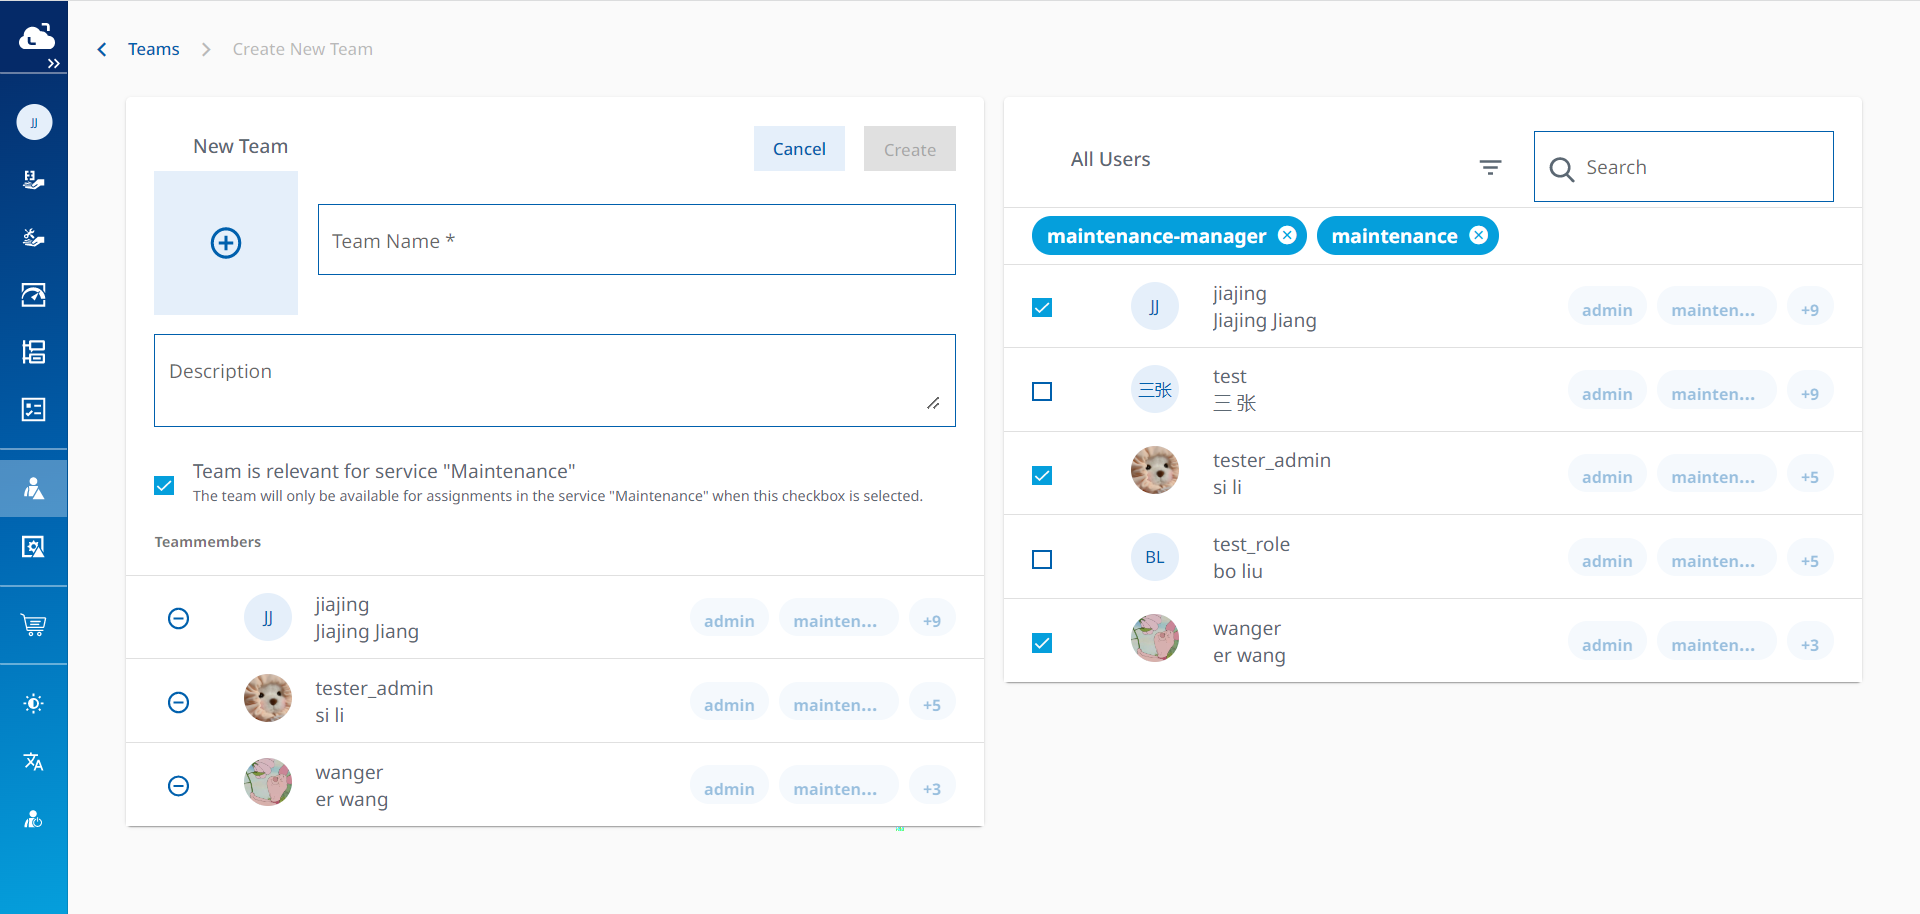 Teams
Create New Team
JJ
New Team
Cancel
Create
Team Name *
Description
Team is relevant for service "Maintenance"
The team will only be available for assignments in the service "Maintenance" when this checkbox is selected.
Teammembers
JJ
jiajing
Jiajing Jiang
admin
mainten...
+9
tester_admin
si li
admin
mainten...
+5
wanger
er wang
admin
mainten...
+3
All Users
Search
maintenance-manager
maintenance
JJ
jiajing
Jiajing Jiang
admin
mainten...
+9
三张
test
三 张
admin
mainten...
+9
tester_admin
si li
admin
mainten...
+5
BL
test_role
bo liu
admin
mainten...
+5
wanger
er wang
admin
mainten...
+3